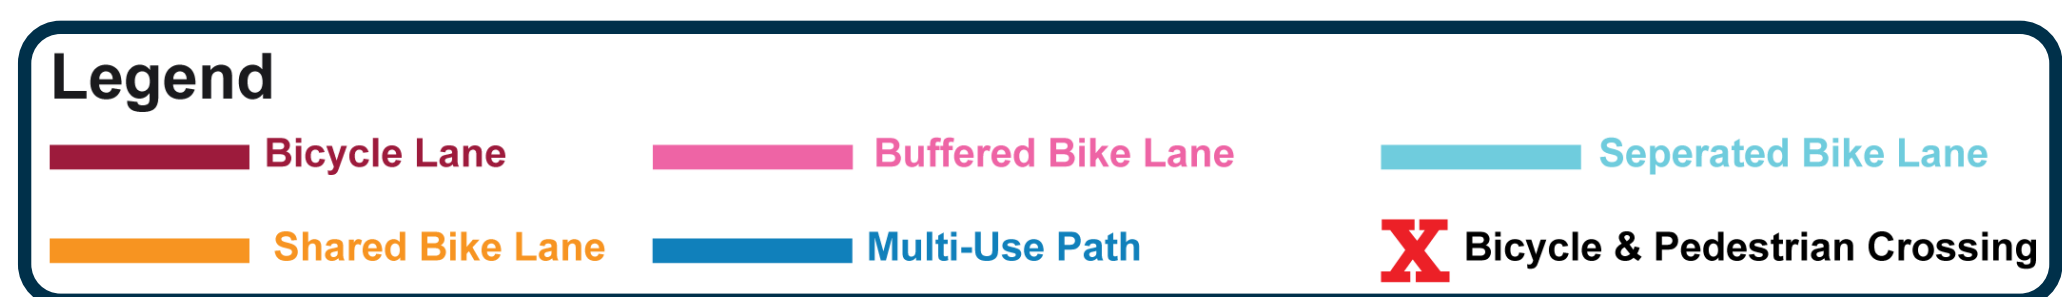 Legend
Bicycle Lane
Buffered Bike Lane
Seperated Bike Lane
Shared Bike Lane
Multi-Use Path
X Bicycle & Pedestrian Crossing